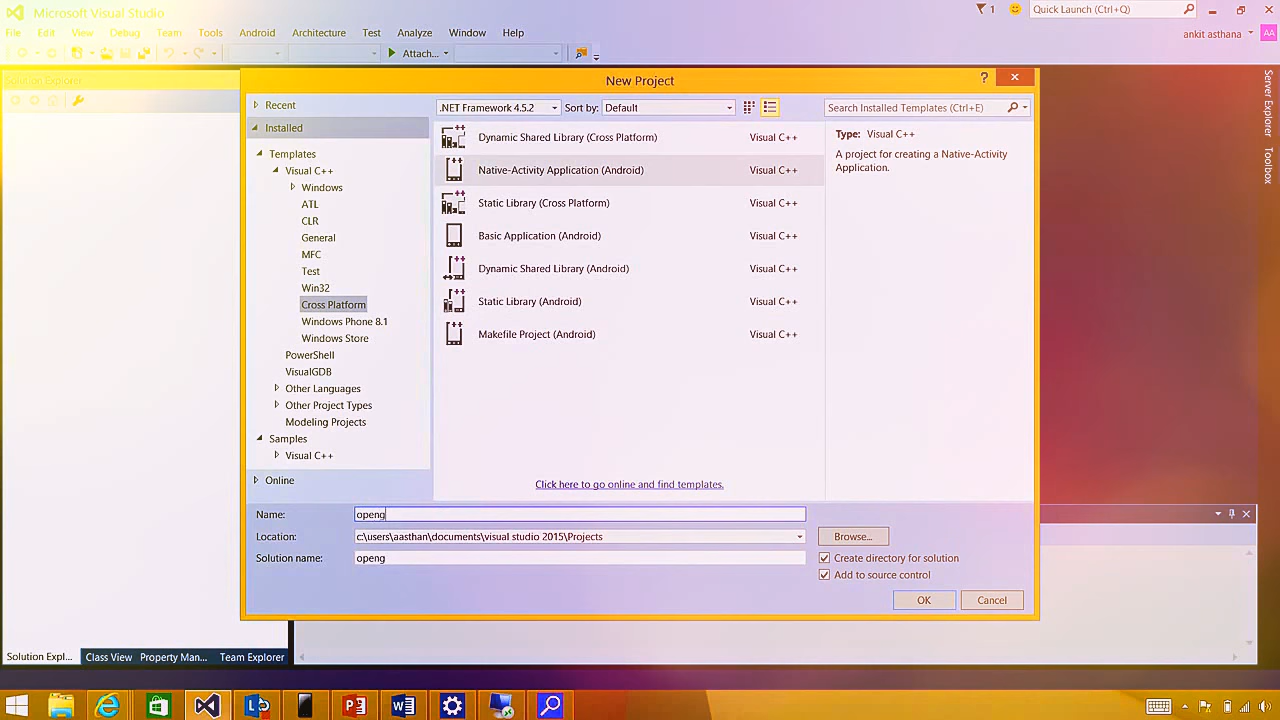 Microsoft Visual Studio
1
Quick Launch (Ctrl+Q)
File Edit View Debug Team Tools Android Architecture Test Analyze Window Help
ankit asthana
AA
Attach...
Solution Explorer
New Project
?
Recent
.NET Framework 4.5.2
Sort by:
Default
Search Installed Templates (Ctrl+E)
Installed
Templates
Visual C++
Windows
ATL
CLR
General
MFC
Test
Win32
Cross Platform
Windows Phone 8.1
Windows Store
PowerShell
VisualGDB
Other Languages
Other Project Types
Modeling Projects
Samples
Visual C++
Online
Dynamic Shared Library (Cross Platform) Visual C++
Native-Activity Application (Android) Visual C++
Static Library (Cross Platform) Visual C++
Basic Application (Android) Visual C++
Dynamic Shared Library (Android) Visual C++
Static Library (Android) Visual C++
Makefile Project (Android) Visual C++
Click here to go online and find templates.
Type: Visual C++
A project for creating a Native-Activity
Application.
Server Explorer
Toolbox
Name: openg
Location: c:\users\aasthan\documents\visual studio 2015\Projects
Browse...
Solution name: openg
Create directory for solution
Add to source control
OK
Cancel
Solution Expl... Class View Property Man... Team Explorer